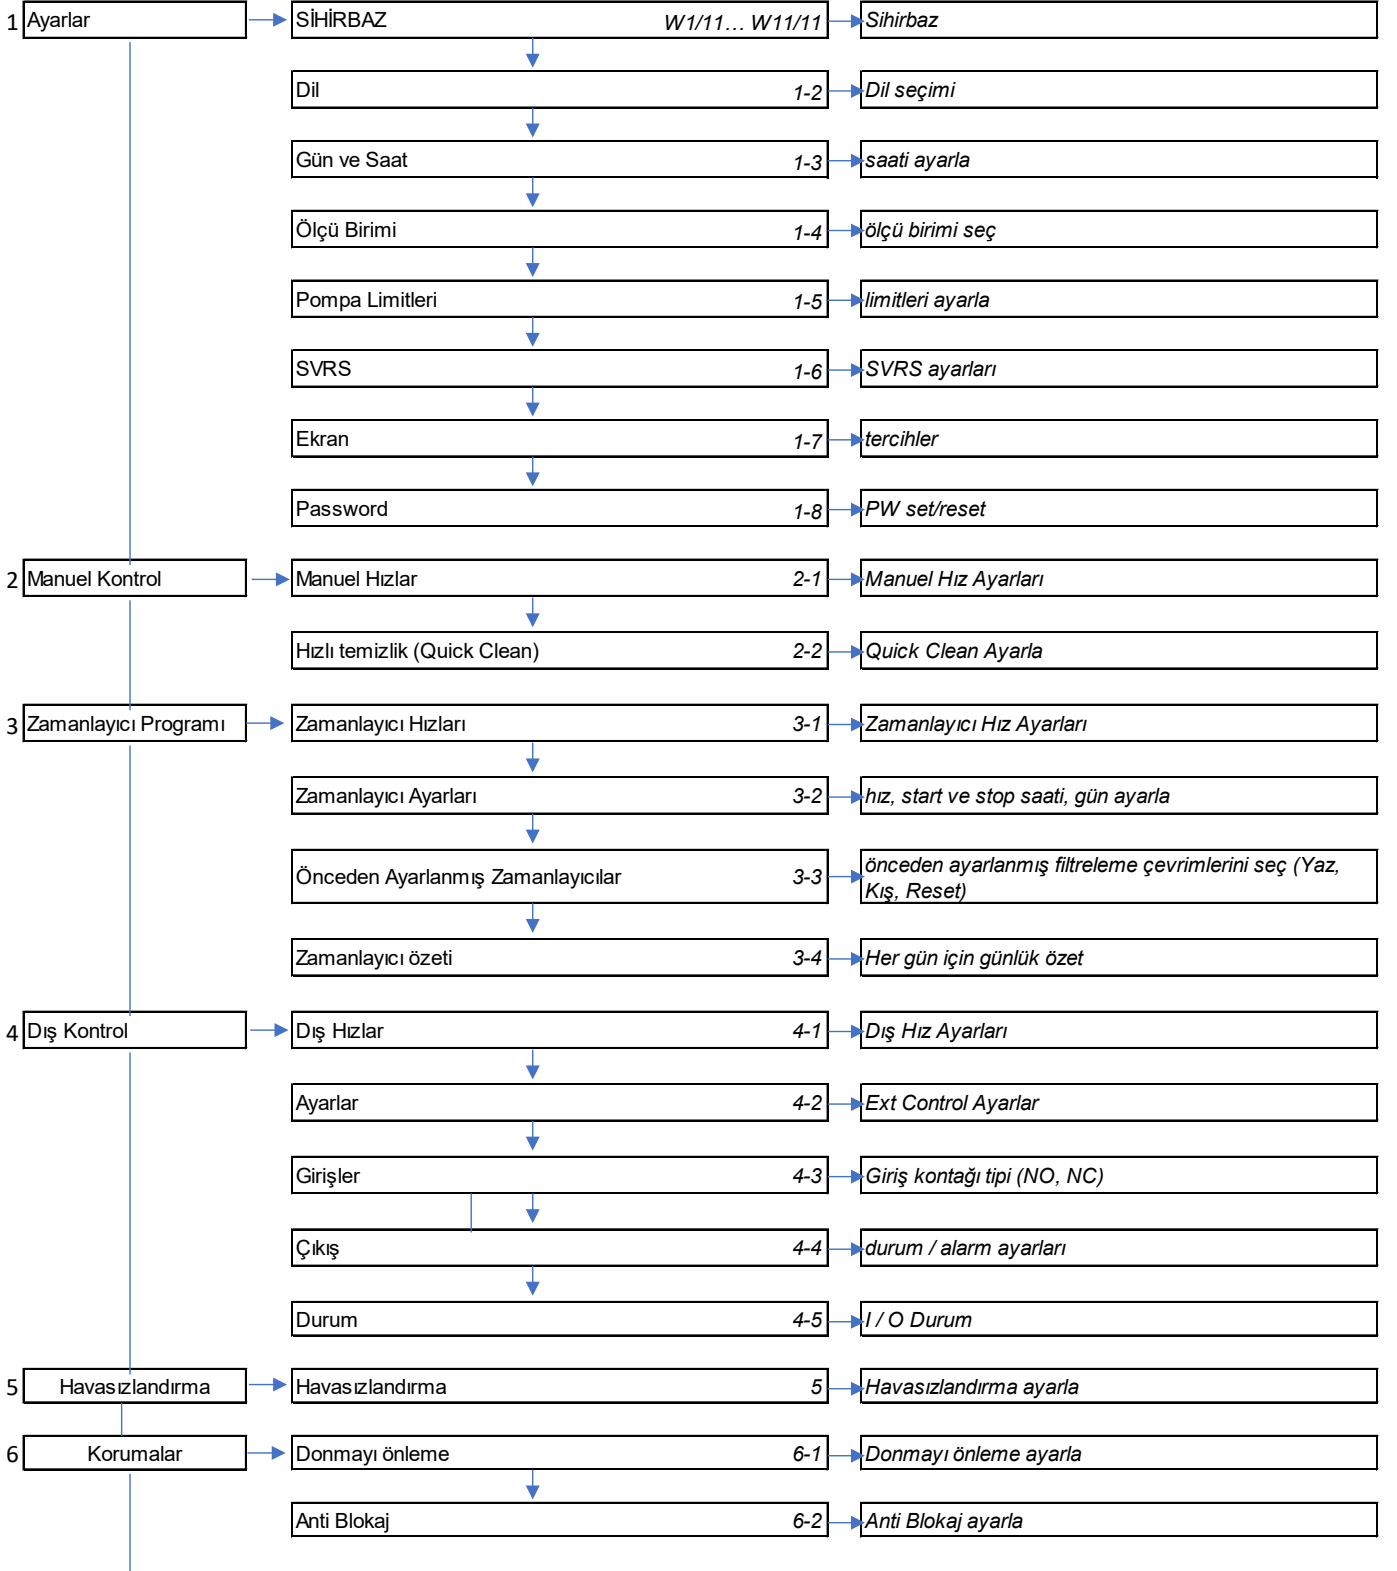 1 Ayarlar SİHİRBAZ W1/11… W11/11 Sihirbaz
Dil 1-2 Dil seçimi
Gün ve Saat 1-3 saati ayarla
Ölçü Birimi 1-4 ölçü birimi seç
Pompa Limitleri 1-5 limitleri ayarla
SVRS 1-6 SVRS ayarları
Ekran 1-7 tercihler
Password 1-8 PW set/reset
2 Manuel Kontrol Manuel Hızlar 2-1 Manuel Hız Ayarları
Hızlı temizlik (Quick Clean) 2-2 Quick Clean Ayarla
3 Zamanlayıcı Programı Zamanlayıcı Hızları 3-1 Zamanlayıcı Hız Ayarları
Zamanlayıcı Ayarları 3-2 hız, start ve stop saati, gün ayarla
Önceden Ayarlanmış Zamanlayıcılar 3-3 önceden ayarlanmış filtreleme çevrimlerini seç (Yaz,
Kış, Reset)
Zamanlayıcı özeti 3-4 Her gün için günlük özet
4 Dış Kontrol Dış Hızlar 4-1 Dış Hız Ayarları
Ayarlar 4-2 Ext Control Ayarlar
Girişler 4-3 Giriş kontağı tipi (NO, NC)
Çıkış 4-4 durum / alarm ayarları
Durum 4-5 I / O Durum
5 Havasızlandırma Havasızlandırma 5 Havasızlandırma ayarla
6 Korumalar Donmayı önleme 6-1 Donmayı önleme ayarla
Anti Blokaj 6-2 Anti Blokaj ayarla